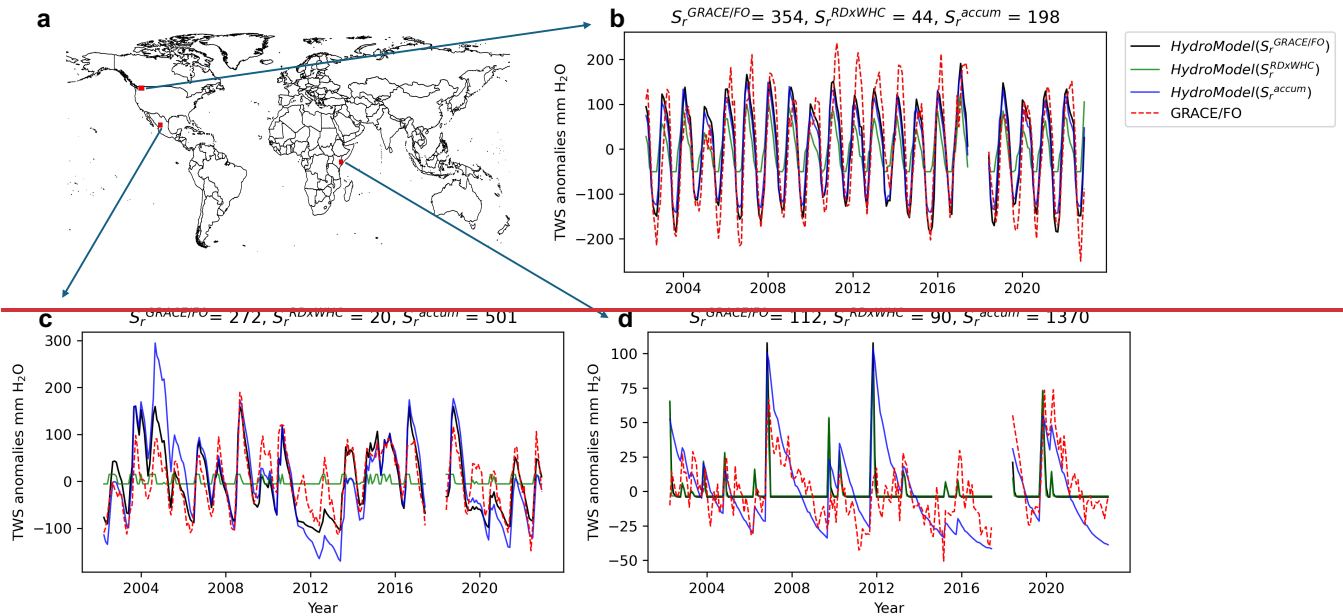 a
b
S_r^GRACE/FO = 354, S_r^RDxWHC = 44, S_r^accum = 198
TWS anomalies mm H₂O
200
100
0
−100
−200
2004
2008
2012
2016
2020
HydroModel(S_r^GRACE/FO)
HydroModel(S_r^RDxWHC)
HydroModel(S_r^accum)
GRACE/FO
c
S_r^GRACE/FO = 272, S_r^RDxWHC = 20, S_r^accum = 501
TWS anomalies mm H₂O
300
200
100
0
−100
2004
2008
2012
2016
2020
Year
d
S_r^GRACE/FO = 112, S_r^RDxWHC = 90, S_r^accum = 1370
TWS anomalies mm H₂O
100
75
50
25
0
−25
−50
2004
2008
2012
2016
2020
Year